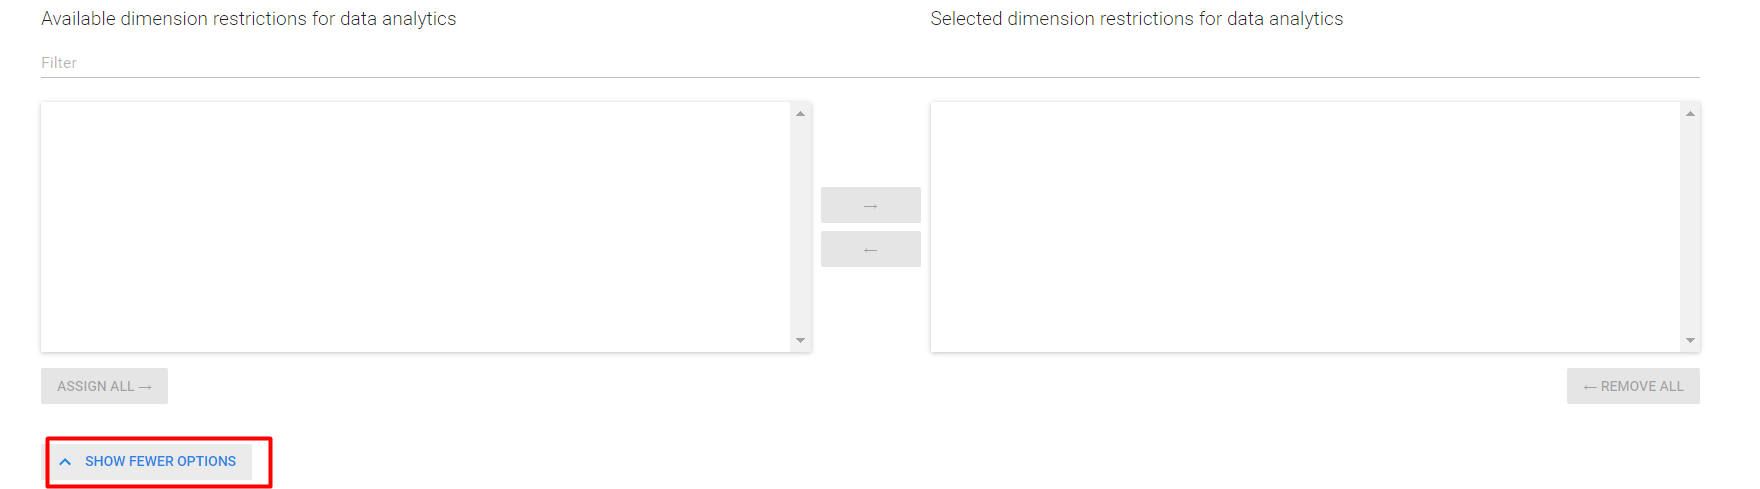 Available dimension restrictions for data analytics
Selected dimension restrictions for data analytics
Filter
→
←
ASSIGN ALL →
← REMOVE ALL
SHOW FEWER OPTIONS